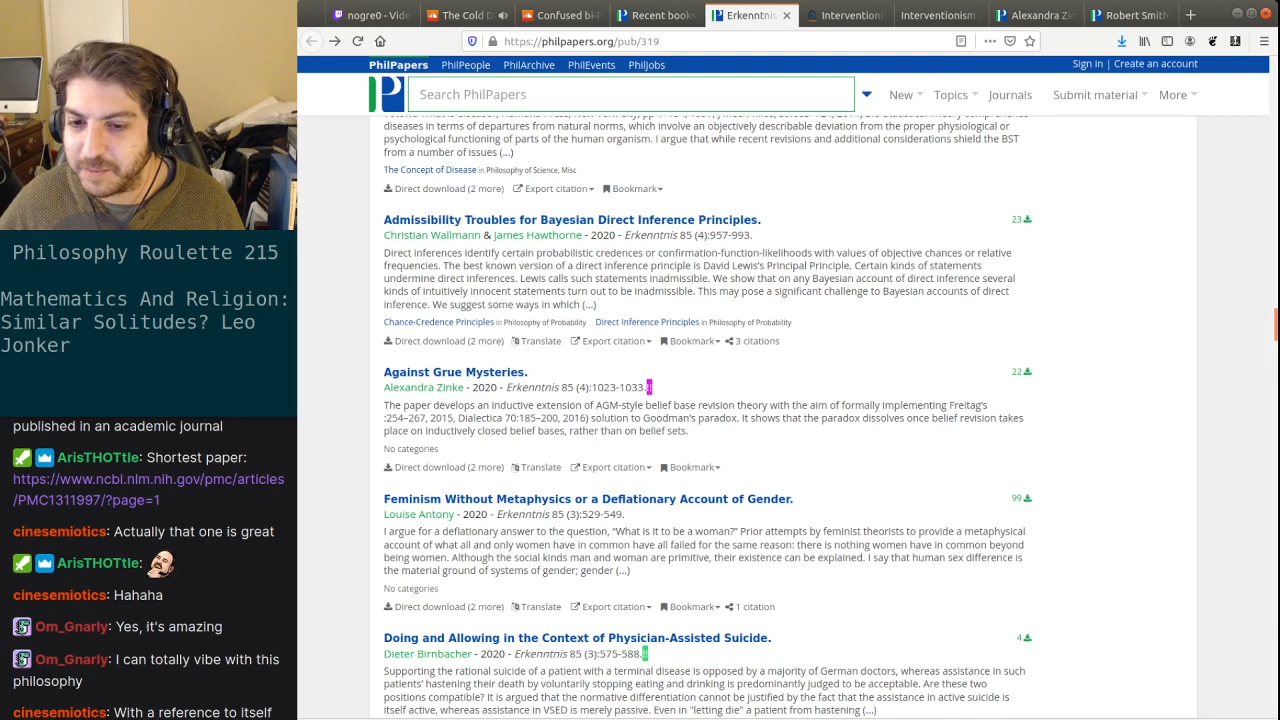 nogre0 - Vide
The Cold D
Confused bi-P
Recent books
Erkenntnis
Intervention
Interventionism
Alexandra Zin
Robert Smith
https://philpapers.org/pub/319
PhilPapers PhilPeople PhilArchive PhilEvents PhilJobs
Sign in | Create an account
Search PhilPapers
New Topics Journals Submit material More
diseases in terms of departures from natural norms, which involve an objectively describable deviation from the proper physiological or
psychological functioning of parts of the human organism. I argue that while recent revisions and additional considerations shield the BST
from a number of issues (...)
The Concept of Disease in Philosophy of Science, Misc
Direct download (2 more) Export citation Bookmark
Admissibility Troubles for Bayesian Direct Inference Principles.
23
Christian Wallmann & James Hawthorne - 2020 - Erkenntnis 85 (4):957-993.
Direct inferences identify certain probabilistic credences or confirmation-function-likelihoods with values of objective chances or relative
frequencies. The best known version of a direct inference principle is David Lewis's Principal Principle. Certain kinds of statements
undermine direct inferences. Lewis calls such statements inadmissible. We show that on any Bayesian account of direct inference several
kinds of intuitively innocent statements turn out to be inadmissible. This may pose a significant challenge to Bayesian accounts of direct
inference. We suggest some ways in which (...)
Chance-Credence Principles in Philosophy of Probability Direct Inference Principles in Philosophy of Probability
Direct download (2 more) Translate Export citation Bookmark 3 citations
Against Grue Mysteries.
22
Alexandra Zinke - 2020 - Erkenntnis 85 (4):1023-1033.
The paper develops an inductive extension of AGM-style belief base revision theory with the aim of formally implementing Freitag's
:254–267, 2015, Dialectica 70:185–200, 2016) solution to Goodman's paradox. It shows that the paradox dissolves once belief revision takes
place on inductively closed belief bases, rather than on belief sets.
No categories
Direct download (2 more) Translate Export citation Bookmark
Feminism Without Metaphysics or a Deflationary Account of Gender.
99
Louise Antony - 2020 - Erkenntnis 85 (3):529-549.
I argue for a deflationary answer to the question, "What is it to be a woman?" Prior attempts by feminist theorists to provide a metaphysical
account of what all and only women have in common have all failed for the same reason: there is nothing women have in common beyond
being women. Although the social kinds man and woman are primitive, their existence can be explained. I say that human sex difference is
the material ground of systems of gender; gender (...)
No categories
Direct download (2 more) Translate Export citation Bookmark 1 citation
Doing and Allowing in the Context of Physician-Assisted Suicide.
4
Dieter Birnbacher - 2020 - Erkenntnis 85 (3):575-588.
Supporting the rational suicide of a patient with a terminal disease is opposed by a majority of German doctors, whereas assistance in such
patients' hastening their death by voluntarily stopping eating and drinking is predominantly judged to be acceptable. Are these two
positions compatible? It is argued that the normative differentiation cannot be justified by the fact that the assistance in active suicide is
itself active, whereas assistance in VSED is merely passive. Even in "letting die" a patient from hastening (...)
Philosophy Roulette 215
Mathematics And Religion:
Similar Solitudes? Leo
Jonker
published in an academic journal
ArisTHOTtle: Shortest paper:
https://www.ncbi.nlm.nih.gov/pmc/articles
/PMC1311997/?page=1
cinesemiotics: Actually that one is great
ArisTHOTtle:
cinesemiotics: Hahaha
Om_Gnarly: Yes, it's amazing
Om_Gnarly: I can totally vibe with this
philosophy
cinesemiotics: With a reference to itself